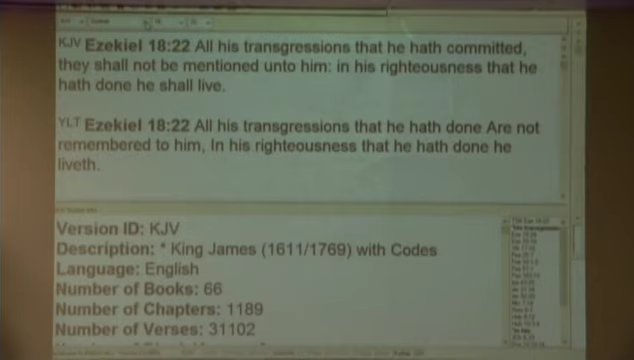 KJV Ezekiel 18:22 All his transgressions that he hath committed,
they shall not be mentioned unto him: in his righteousness that he
hath done he shall live.
YLT Ezekiel 18:22 All his transgressions that he hath done Are not
remembered to him, In his righteousness that he hath done he
liveth.
Version ID: KJV
Description: * King James (1611/1769) with Codes
Language: English
Number of Books: 66
Number of Chapters: 1189
Number of Verses: 31102